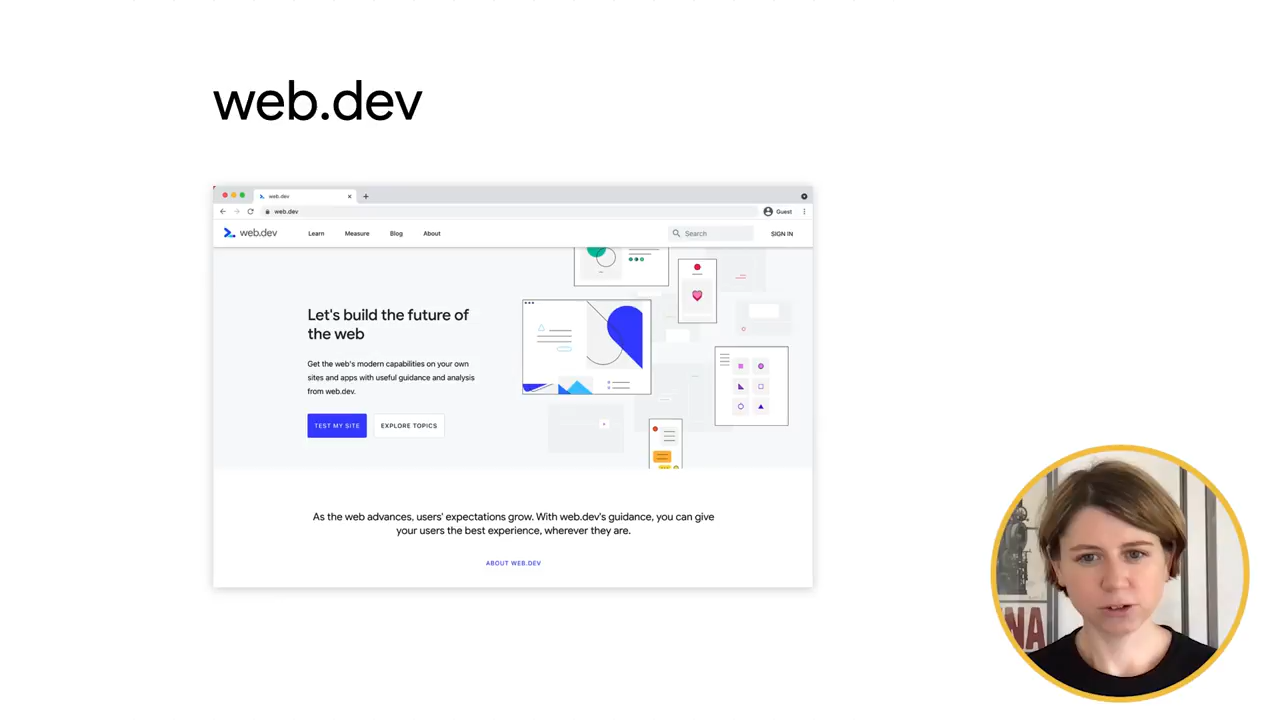 web.dev
web.dev
web.dev
Guest
web.dev
Learn
Measure
Blog
About
Search
SIGN IN
Let's build the future of
the web
Get the web's modern capabilities on your own
sites and apps with useful guidance and analysis
from web.dev.
TEST MY SITE
EXPLORE TOPICS
As the web advances, users' expectations grow. With web.dev's guidance, you can give
your users the best experience, wherever they are.
ABOUT WEB.DEV